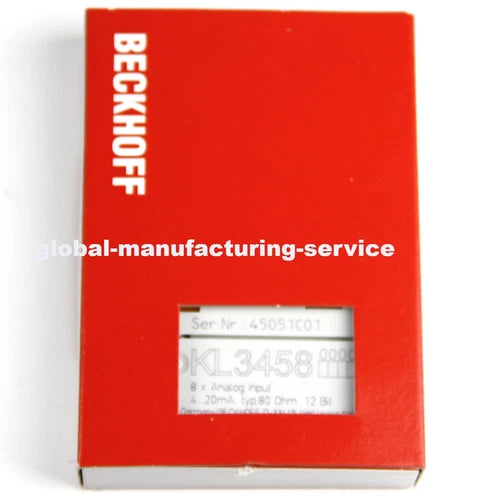 BECKHOFF
global-manufacturing-service
Ser Nr.: 45051C01
KL3458
8 x Analog Input
4...20mA, typ:80 Ohm, 12 Bit